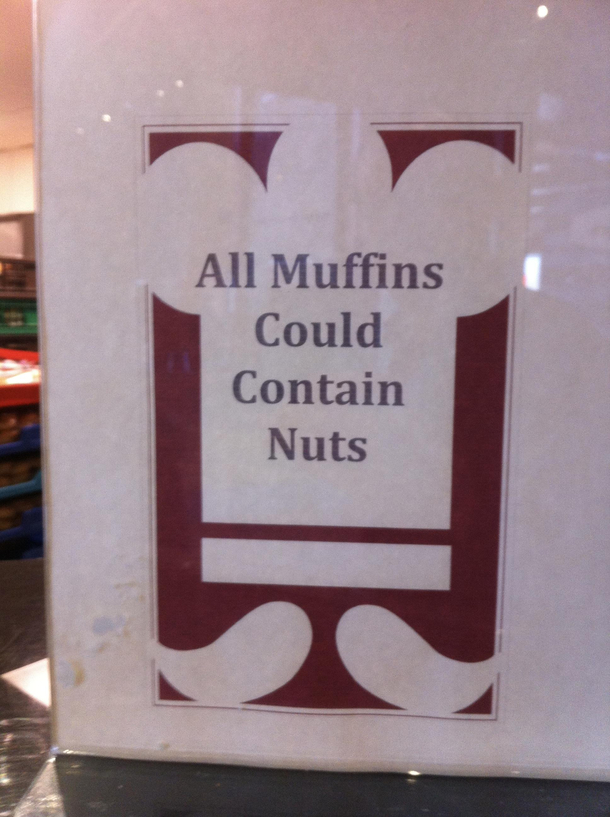 All Muffins
Could
Contain
Nuts